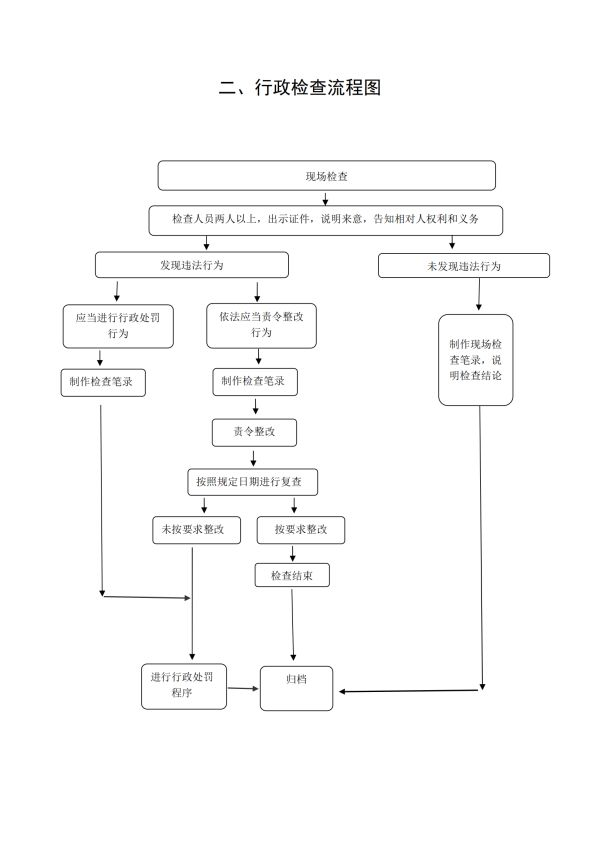 二、行政检查流程图
现场检查
检查人员两人以上，出示证件，说明来意，告知相对人权利和义务
发现违法行为
未发现违法行为
应当进行行政处罚
行为
依法应当责令整改
行为
制作现场检
查笔录，说
明检查结论
制作检查笔录
制作检查笔录
责令整改
按照规定日期进行复查
未按要求整改
按要求整改
检查结束
进行行政处罚
程序
归档